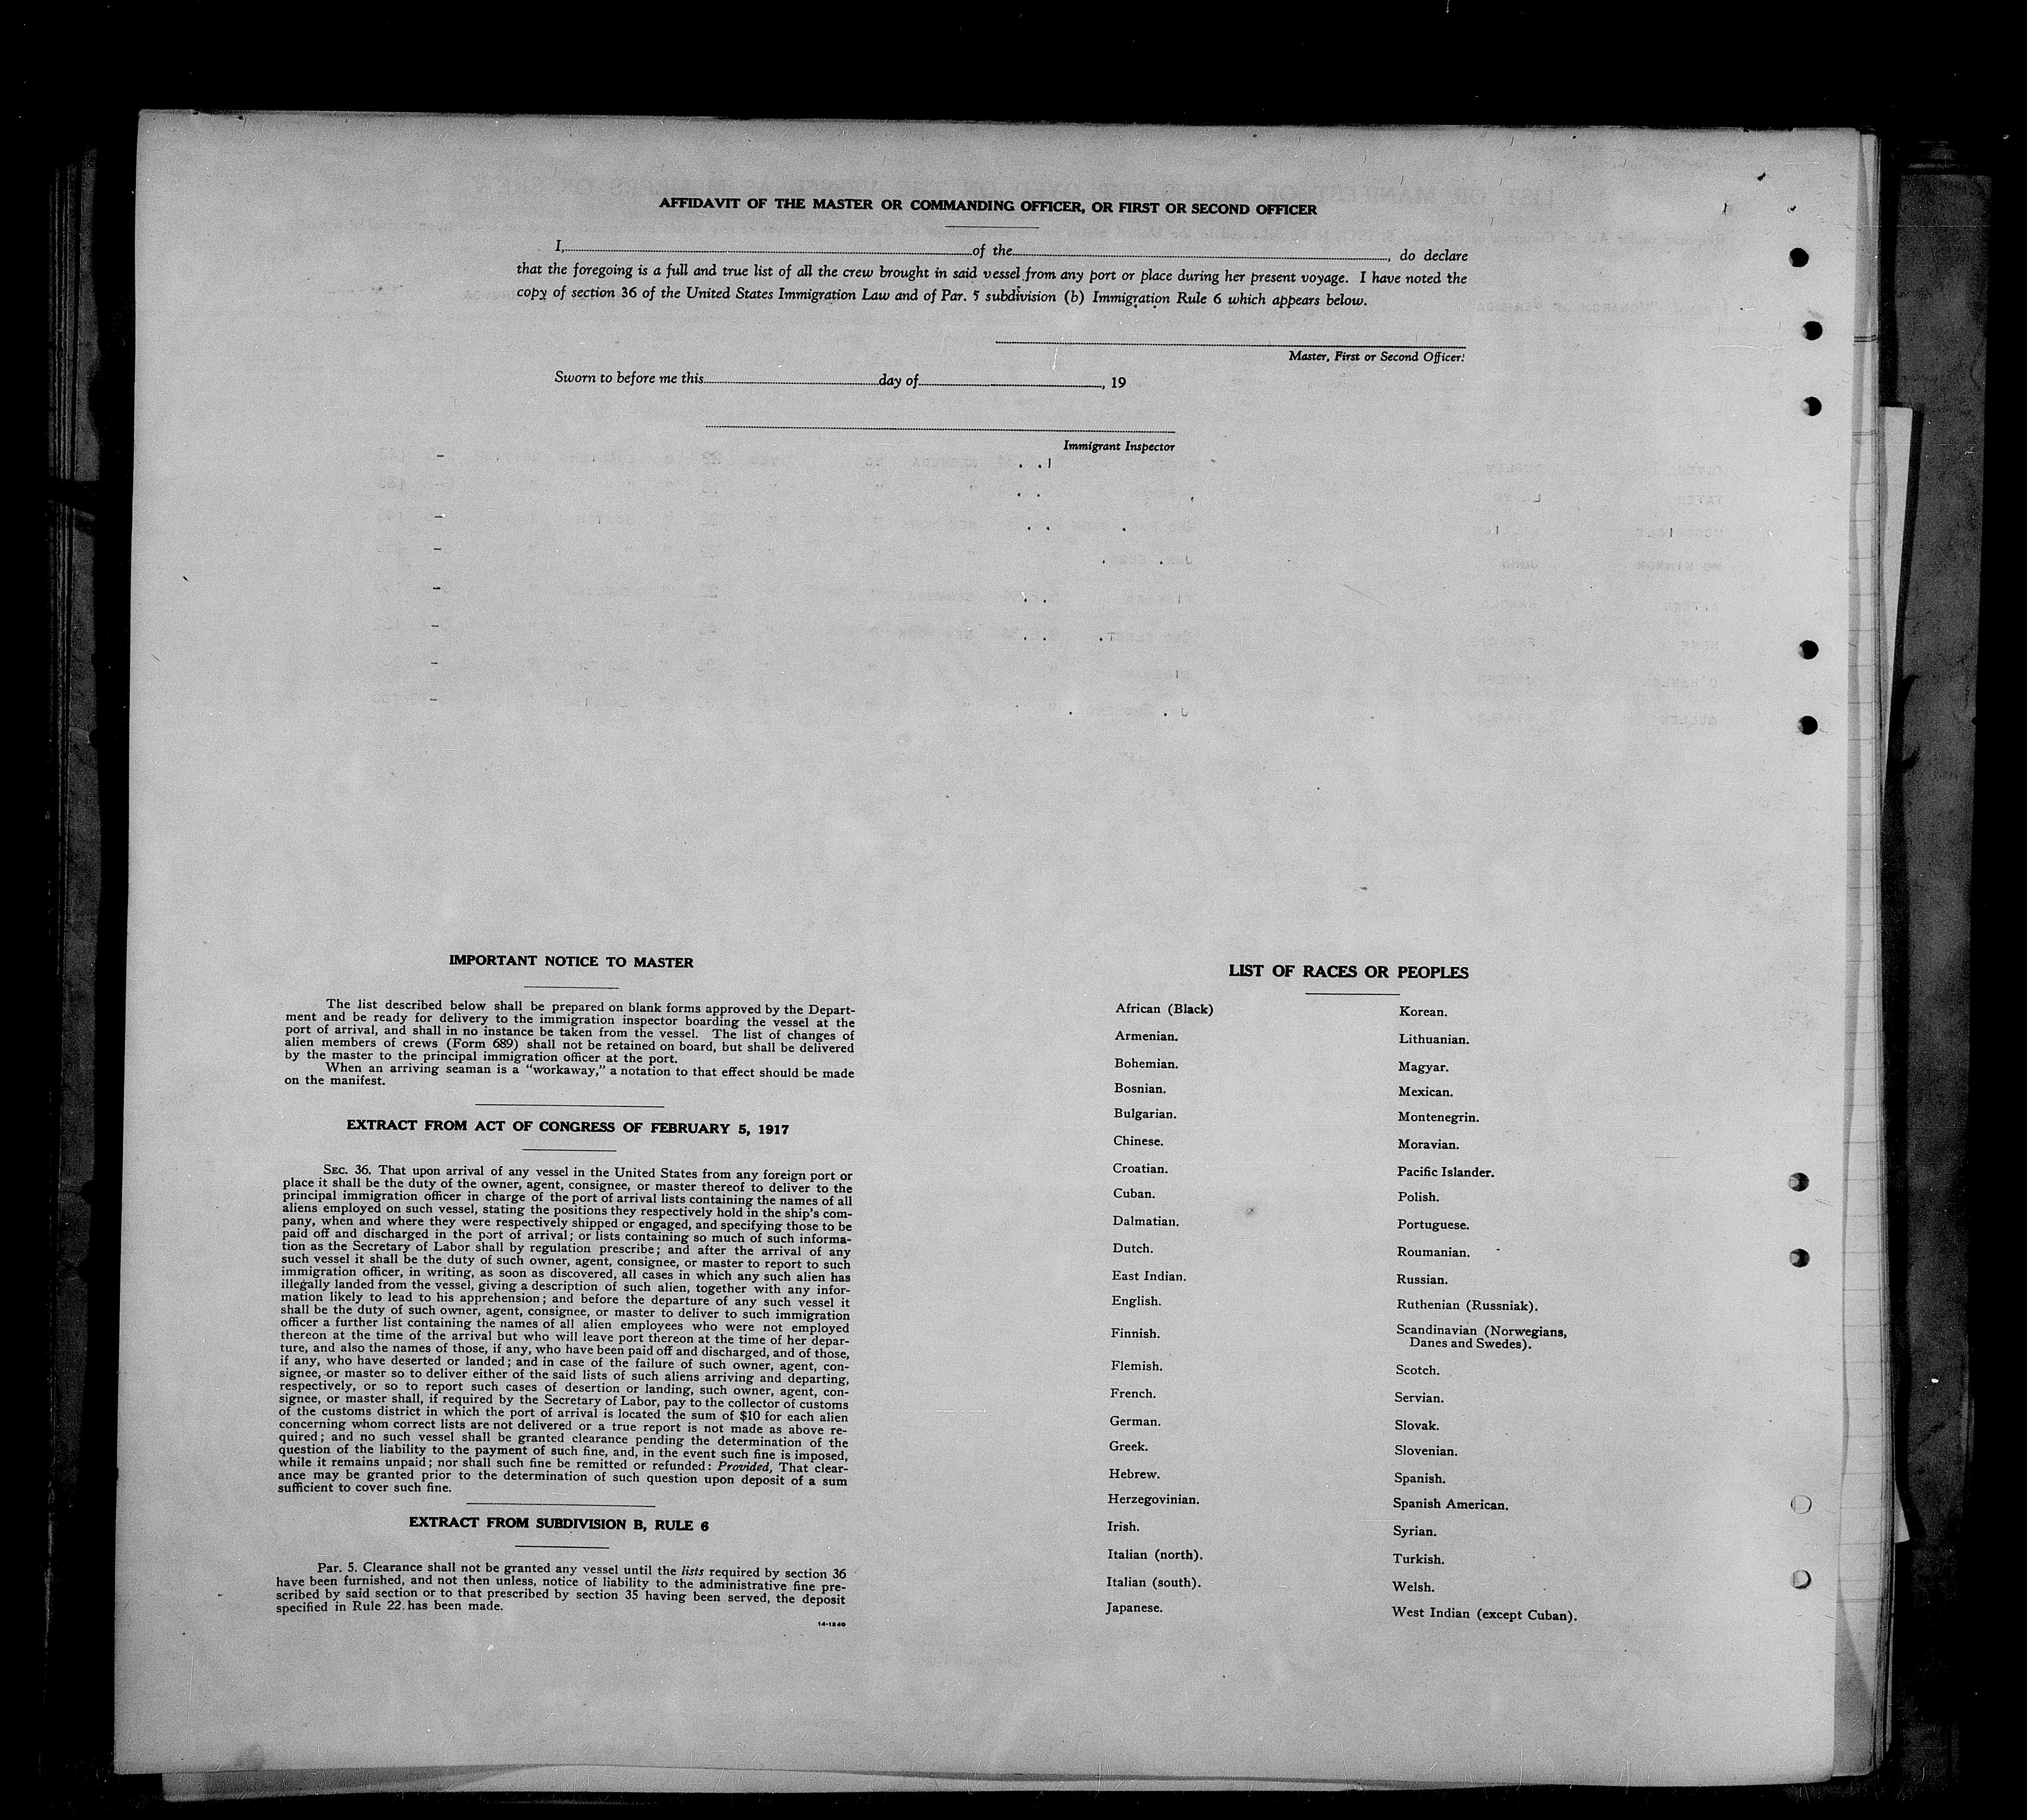 AFFIDAVIT OF THE MASTER OR COMMANDING OFFICER, OR FIRST OR SECOND OFFICER
I, of the , do declare
that the foregoing is a full and true list of all the crew brought in said vessel from any port or place during her present voyage. I have noted the
copy of section 36 of the United States Immigration Law and of Par. 5 subdivision (b) Immigration Rule 6 which appears below.
Master, First or Second Officer.
Sworn to before me this day of , 19
Immigrant Inspector
IMPORTANT NOTICE TO MASTER
The list described below shall be prepared on blank forms approved by the Depart-
ment and be ready for delivery to the immigration inspector boarding the vessel at the
port of arrival, and shall in no instance be taken from the vessel. The list of changes of
alien members of crews (Form 689) shall not be retained on board, but shall be delivered
by the master to the principal immigration officer at the port.
When an arriving seaman is a "workaway," a notation to that effect should be made
on the manifest.
EXTRACT FROM ACT OF CONGRESS OF FEBRUARY 5, 1917
SEC. 36. That upon arrival of any vessel in the United States from any foreign port or
place it shall be the duty of the owner, agent, consignee, or master thereof to deliver to the
principal immigration officer in charge of the port of arrival lists containing the names of all
aliens employed on such vessel, stating the positions they respectively hold in the ship's com-
pany, when and where they were respectively shipped or engaged, and specifying those to be
paid off and discharged in the port of arrival; or lists containing so much of such informa-
tion as the Secretary of Labor shall by regulation prescribe; and after the arrival of any
such vessel it shall be the duty of such owner, agent, consignee, or master to report to such
immigration officer, in writing, as soon as discovered, all cases in which any such alien has
illegally landed from the vessel, giving a description of such alien, together with any infor-
mation likely to lead to his apprehension; and before the departure of any such vessel it
shall be the duty of such owner, agent, consignee, or master to deliver to such immigration
officer a further list containing the names of all alien employees who were not employed
thereon at the time of the arrival but who will leave port thereon at the time of her depar-
ture, and also the names of those, if any, who have been paid off and discharged, and of those,
if any, who have deserted or landed; and in case of the failure of such owner, agent, con-
signee, or master so to deliver either of the said lists of such aliens arriving and departing,
respectively, or so to report such cases of desertion or landing, such owner, agent, con-
signee, or master shall, if required by the Secretary of Labor, pay to the collector of customs
of the customs district in which the port of arrival is located the sum of $10 for each alien
concerning whom correct lists are not delivered or a true report is not made as above re-
quired; and no such vessel shall be granted clearance pending the determination of the
question of the liability to the payment of such fine, and, in the event such fine is imposed,
while it remains unpaid; nor shall such fine be remitted or refunded: Provided, That clear-
ance may be granted prior to the determination of such question upon deposit of a sum
sufficient to cover such fine.
EXTRACT FROM SUBDIVISION B, RULE 6
Par. 5. Clearance shall not be granted any vessel until the lists required by section 36
have been furnished, and not then unless, notice of liability to the administrative fine pre-
scribed by said section or to that prescribed by section 35 having been served, the deposit
specified in Rule 22 has been made.
14-1240
LIST OF RACES OR PEOPLES
African (Black)
Armenian.
Bohemian.
Bosnian.
Bulgarian.
Chinese.
Croatian.
Cuban.
Dalmatian.
Dutch.
East Indian.
English.
Finnish.
Flemish.
French.
German.
Greek.
Hebrew.
Herzegovinian.
Irish.
Italian (north).
Italian (south).
Japanese.
Korean.
Lithuanian.
Magyar.
Mexican.
Montenegrin.
Moravian.
Pacific Islander.
Polish.
Portuguese.
Roumanian.
Russian.
Ruthenian (Russniak).
Scandinavian (Norwegians,
Danes and Swedes).
Scotch.
Servian.
Slovak.
Slovenian.
Spanish.
Spanish American.
Syrian.
Turkish.
Welsh.
West Indian (except Cuban).